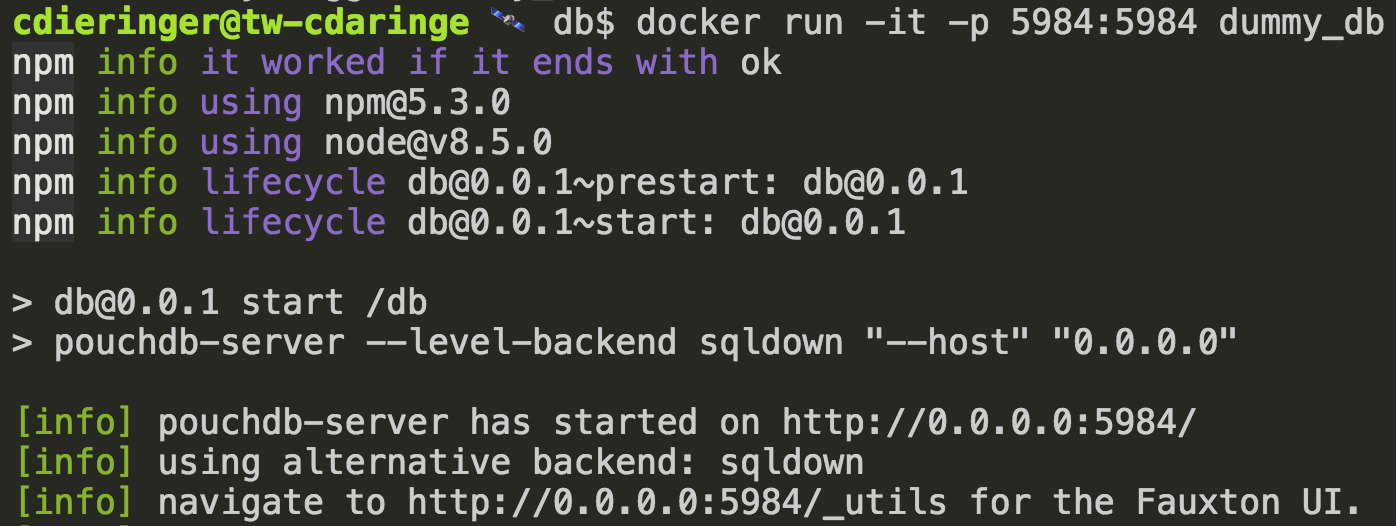 cdieringer@tw-cdaringe 🛰 db$ docker run -it -p 5984:5984 dummy_db
npm info it worked if it ends with ok
npm info using npm@5.3.0
npm info using node@v8.5.0
npm info lifecycle db@0.0.1~prestart: db@0.0.1
npm info lifecycle db@0.0.1~start: db@0.0.1
> db@0.0.1 start /db
> pouchdb-server --level-backend sqldown "--host" "0.0.0.0"
[info] pouchdb-server has started on http://0.0.0.0:5984/
[info] using alternative backend: sqldown
[info] navigate to http://0.0.0.0:5984/_utils for the Fauxton UI.